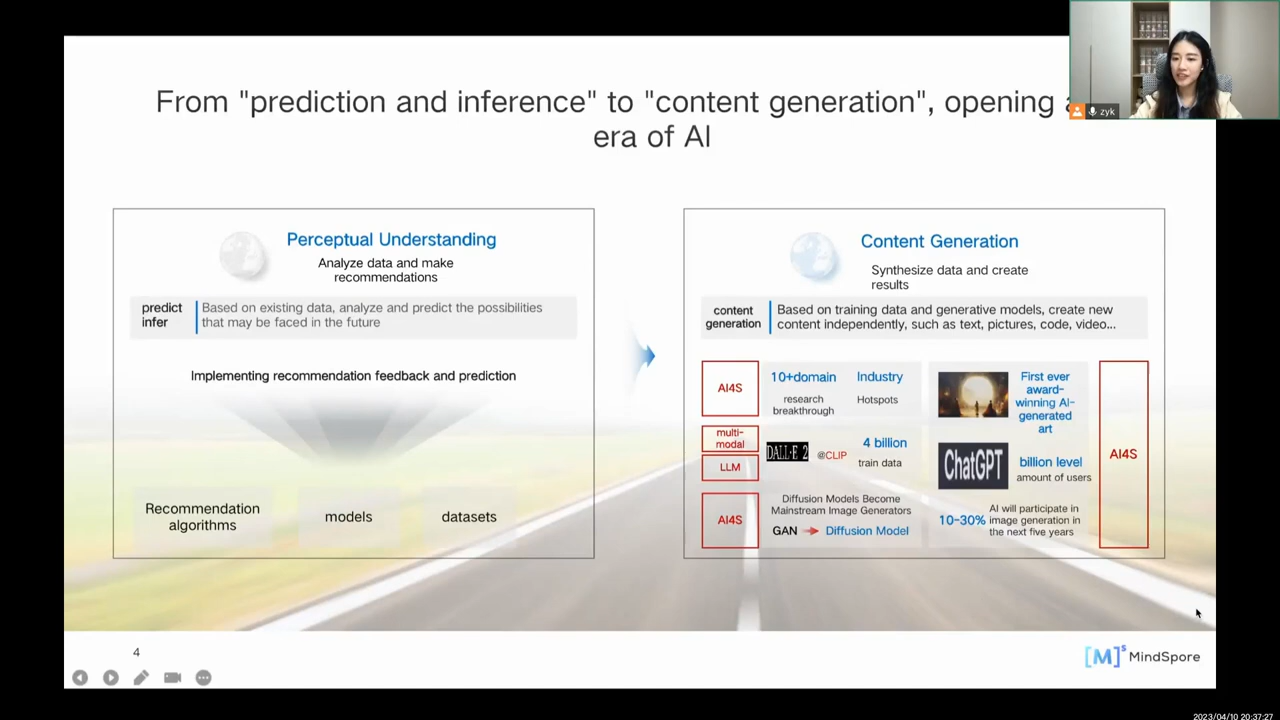 From "prediction and inference" to "content generation", opening
era of AI
zyk
Perceptual Understanding
Analyze data and make
recommendations
predict
infer
Based on existing data, analyze and predict the possibilities
that may be faced in the future
Implementing recommendation feedback and prediction
Recommendation
algorithms
models
datasets
Content Generation
Synthesize data and create
results
content
generation
Based on training data and generative models, create new
content independently, such as text, pictures, code, video...
AI4S
10+domain
research
breakthrough
Industry
Hotspots
First ever
award-
winning AI-
generated
art
multi-
modal
LLM
DALL·E 2
@CLIP
4 billion
train data
ChatGPT
billion level
amount of users
AI4S
AI4S
Diffusion Models Become
Mainstream Image Generators
GAN
Diffusion Model
10-30%
AI will participate in
image generation in
the next five years
4
[M]s MindSpore
2023/04/10 20:37:27